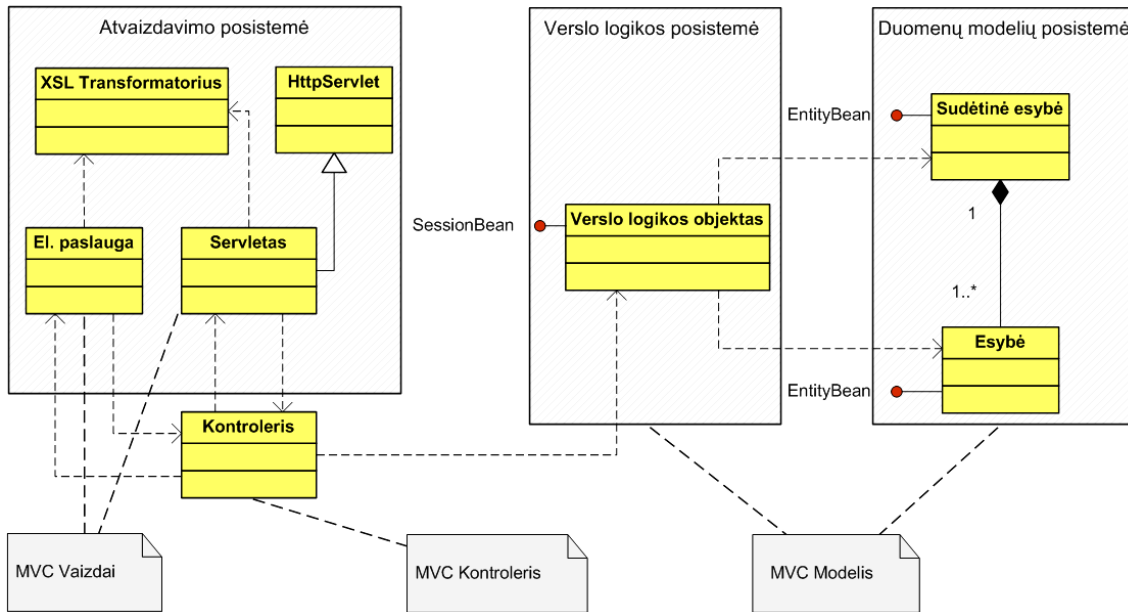 Atvaizdavimo posistemė
Verslo logikos posistemė
Duomenų modelių posistemė
XSL Transformatorius
HttpServlet
EntityBean
Sudėtinė esybė
1
SessionBean
Verslo logikos objektas
El. paslauga
Servletas
1..*
Esybė
EntityBean
Kontroleris
MVC Vaizdai
MVC Kontroleris
MVC Modelis